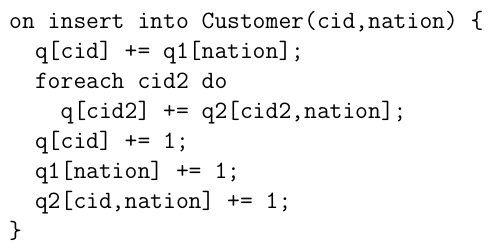 on insert into Customer(cid,nation) {
  q[cid] += q1[nation];
  foreach cid2 do
    q[cid2] += q2[cid2,nation];
  q[cid] += 1;
  q1[nation] += 1;
  q2[cid,nation] += 1;
}